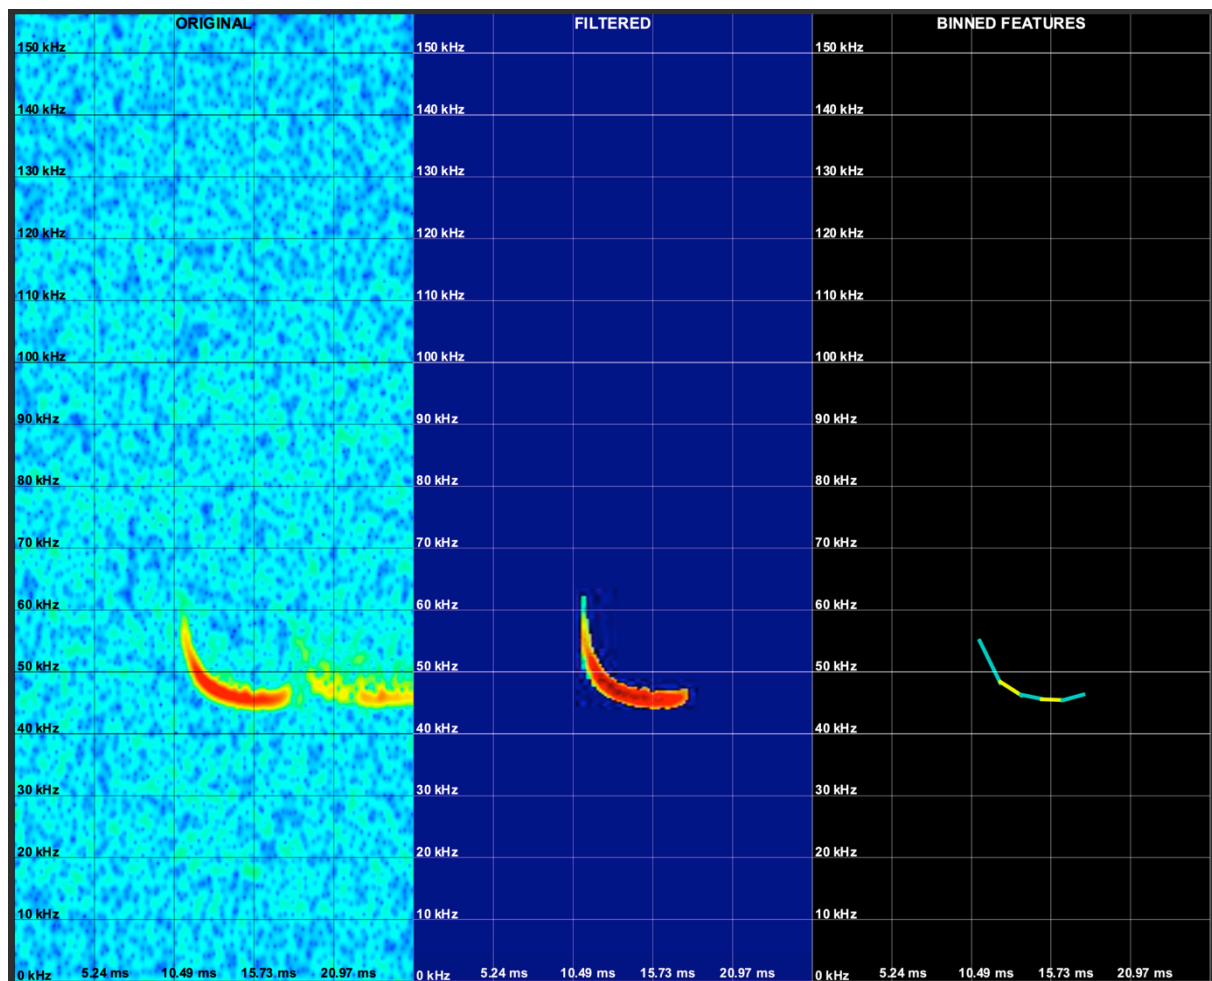 ORIGINAL FILTERED BINNED FEATURES
150 kHz 150 kHz 150 kHz
140 kHz 140 kHz 140 kHz
130 kHz 130 kHz 130 kHz
120 kHz 120 kHz 120 kHz
110 kHz 110 kHz 110 kHz
100 kHz 100 kHz 100 kHz
90 kHz 90 kHz 90 kHz
80 kHz 80 kHz 80 kHz
70 kHz 70 kHz 70 kHz
60 kHz 60 kHz 60 kHz
50 kHz 50 kHz 50 kHz
40 kHz 40 kHz 40 kHz
30 kHz 30 kHz 30 kHz
20 kHz 20 kHz 20 kHz
10 kHz 10 kHz 10 kHz
0 kHz 5.24 ms 10.49 ms 15.73 ms 20.97 ms 0 kHz 5.24 ms 10.49 ms 15.73 ms 20.97 ms 0 kHz 5.24 ms 10.49 ms 15.73 ms 20.97 ms